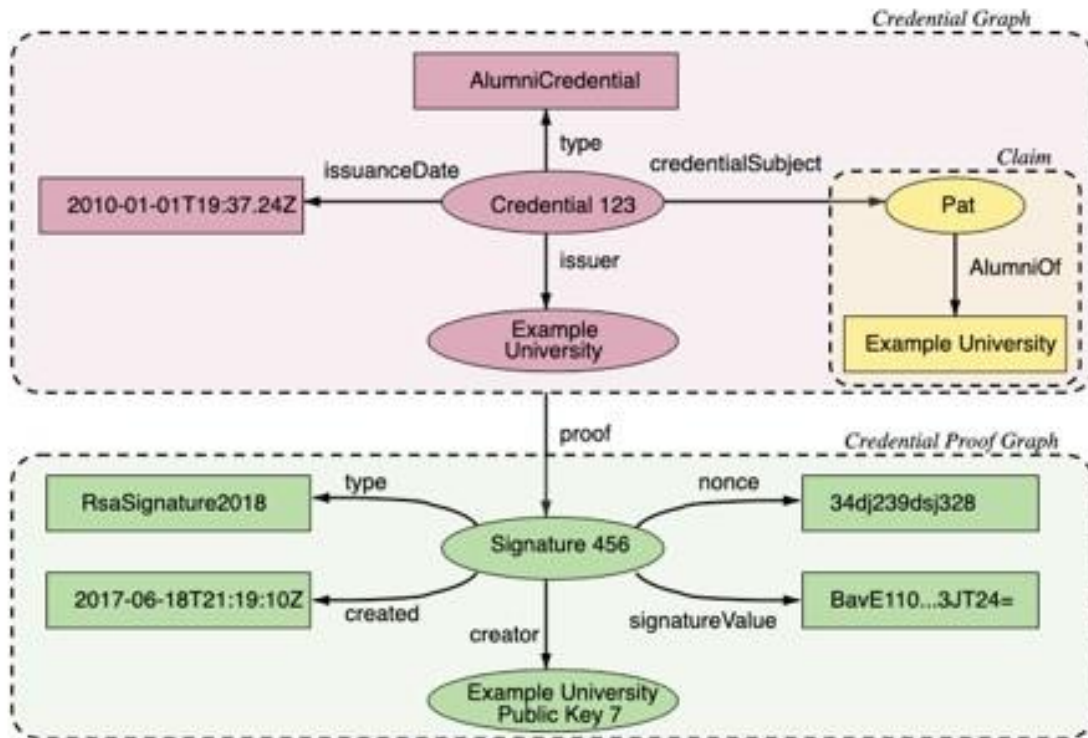 Credential Graph
AlumniCredential
type
issuanceDate
credentialSubject
Claim
2010-01-01T19:37.24Z
Credential 123
Pat
issuer
AlumniOf
Example
University
Example University
proof
Credential Proof Graph
type
nonce
RsaSignature2018
34dj239dsj328
Signature 456
2017-06-18T21:19:10Z
created
creator
signatureValue
BavE110...3JT24=
Example University
Public Key 7